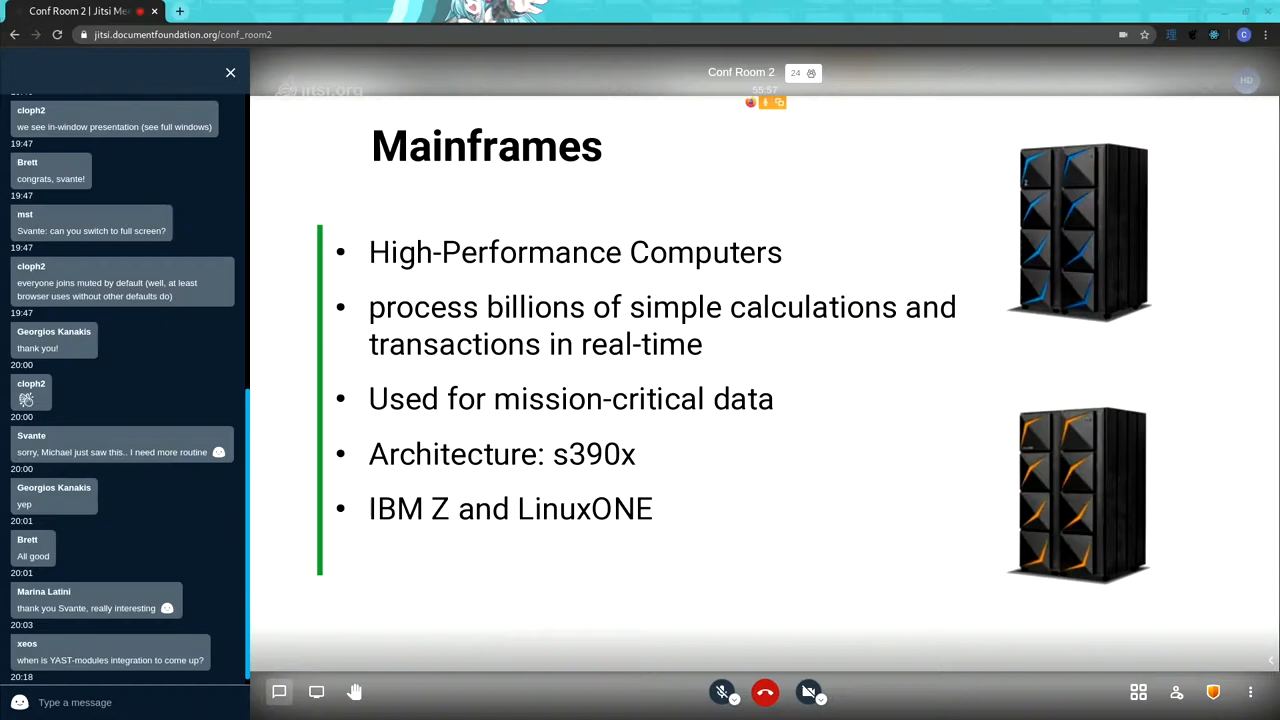 Conf Room 2 | Jitsi Me
jitsi.documentfoundation.org/conf_room2
cloph2
we see in-window presentation (see full windows)
19:47
Brett
congrats, svante!
19:47
mst
Svante: can you switch to full screen?
19:47
cloph2
everyone joins muted by default (well, at least
browser uses without other defaults do)
19:47
Georgios Kanakis
thank you!
20:00
cloph2
20:00
Svante
sorry, Michael just saw this.. I need more routine
20:00
Georgios Kanakis
yep
20:01
Brett
All good
20:01
Marina Latini
thank you Svante, really interesting
20:03
xeos
when is YAST-modules integration to come up?
20:18
Type a message
Conf Room 2
24
55:57
jitsi.org
HD
C
理
Mainframes
• High-Performance Computers
• process billions of simple calculations and
transactions in real-time
• Used for mission-critical data
• Architecture: s390x
• IBM Z and LinuxONE